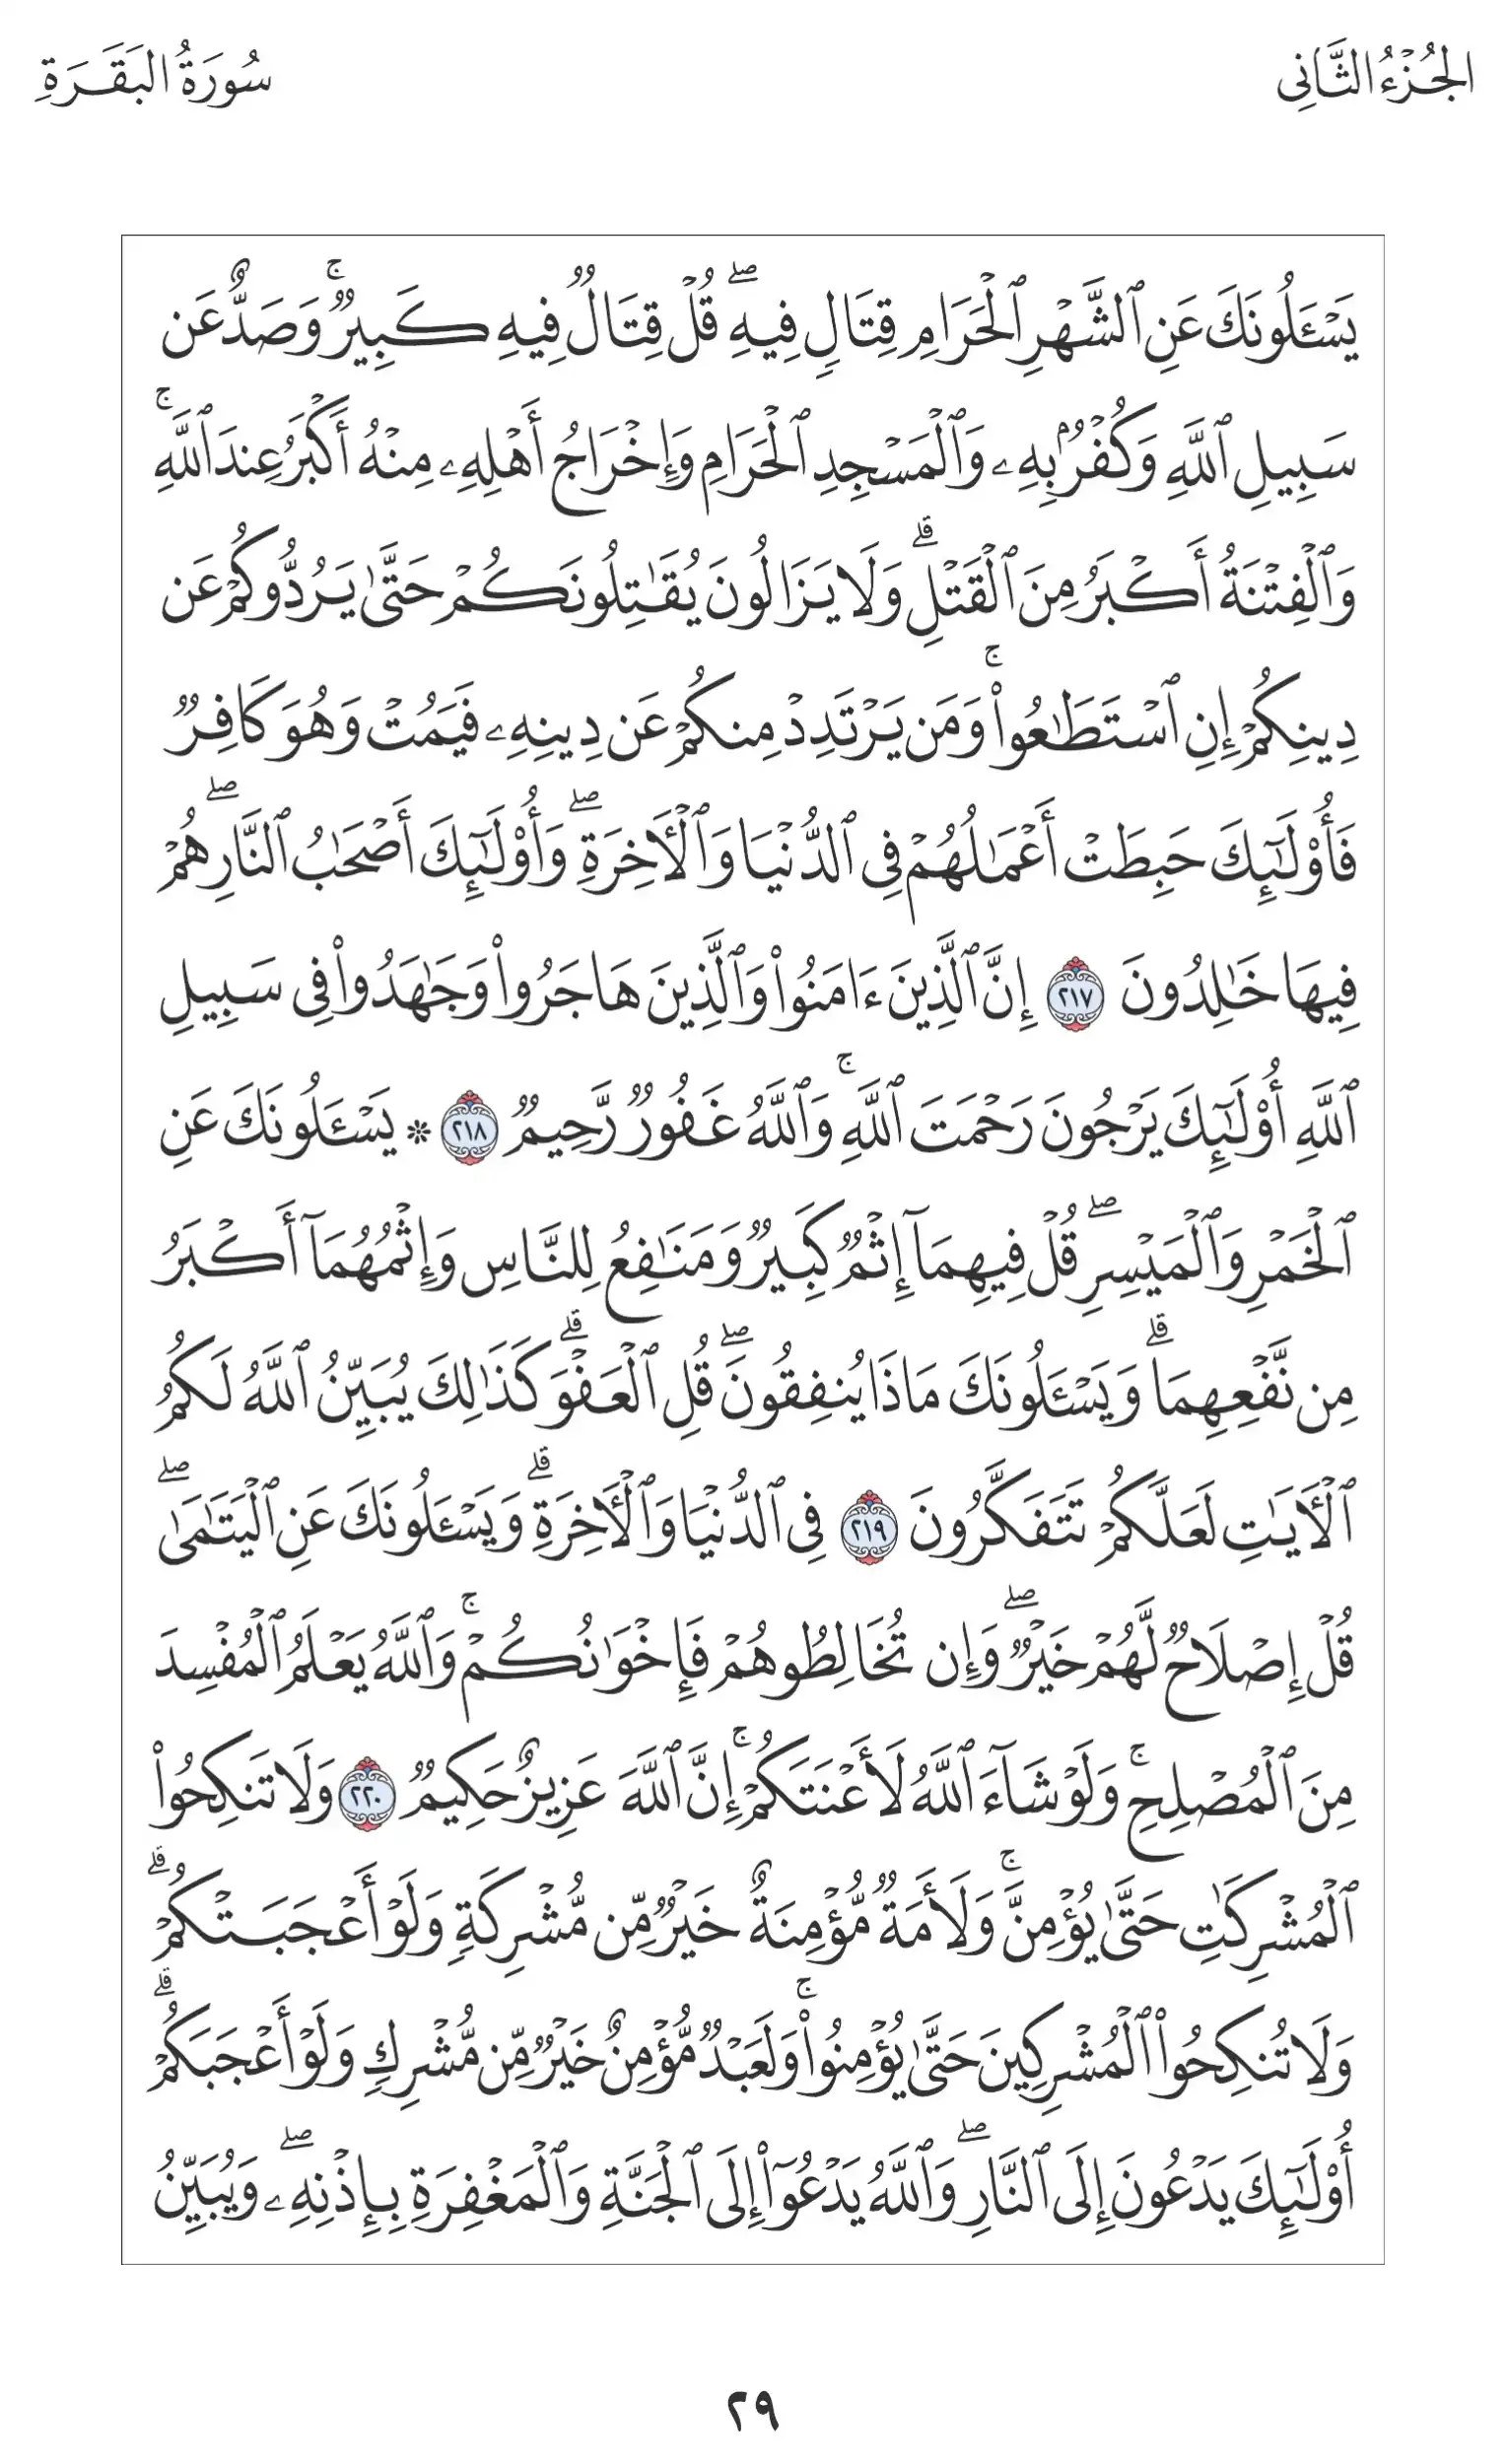 الجُزْءُ الثَّانِى
سُورَةُ البَقَرَةِ
يَسْـَٔلُونَكَ عَنِ ٱلشَّهْرِ ٱلْحَرَامِ قِتَالٍ فِيهِۖ قُلْ قِتَالٌ فِيهِ كَبِيرٌۚ وَصَدٌّ عَن
سَبِيلِ ٱللَّهِ وَكُفْرٌۢ بِهِۦ وَٱلْمَسْجِدِ ٱلْحَرَامِ وَإِخْرَاجُ أَهْلِهِۦ مِنْهُ أَكْبَرُ عِندَ ٱللَّهِۚ
وَٱلْفِتْنَةُ أَكْبَرُ مِنَ ٱلْقَتْلِۗ وَلَا يَزَالُونَ يُقَٰتِلُونَكُمْ حَتَّىٰ يَرُدُّوكُمْ عَن
دِينِكُمْ إِنِ ٱسْتَطَٰعُوا۟ۚ وَمَن يَرْتَدِدْ مِنكُمْ عَن دِينِهِۦ فَيَمُتْ وَهُوَ كَافِرٌ
فَأُو۟لَٰٓئِكَ حَبِطَتْ أَعْمَٰلُهُمْ فِى ٱلدُّنْيَا وَٱلْـَٔاخِرَةِۖ وَأُو۟لَٰٓئِكَ أَصْحَٰبُ ٱلنَّارِۖ هُمْ
فِيهَا خَٰلِدُونَ ٢١٧ إِنَّ ٱلَّذِينَ ءَامَنُوا۟ وَٱلَّذِينَ هَاجَرُوا۟ وَجَٰهَدُوا۟ فِى سَبِيلِ
ٱللَّهِ أُو۟لَٰٓئِكَ يَرْجُونَ رَحْمَتَ ٱللَّهِۚ وَٱللَّهُ غَفُورٌ رَّحِيمٌ ٢١٨ * يَسْـَٔلُونَكَ عَنِ
ٱلْخَمْرِ وَٱلْمَيْسِرِۖ قُلْ فِيهِمَآ إِثْمٌ كَبِيرٌ وَمَنَٰفِعُ لِلنَّاسِ وَإِثْمُهُمَآ أَكْبَرُ
مِن نَّفْعِهِمَاۗ وَيَسْـَٔلُونَكَ مَاذَا يُنفِقُونَۖ قُلِ ٱلْعَفْوَۗ كَذَٰلِكَ يُبَيِّنُ ٱللَّهُ لَكُمُ
ٱلْـَٔايَٰتِ لَعَلَّكُمْ تَتَفَكَّرُونَ ٢١٩ فِى ٱلدُّنْيَا وَٱلْـَٔاخِرَةِۗ وَيَسْـَٔلُونَكَ عَنِ ٱلْيَتَٰمَىٰۖ
قُلْ إِصْلَاحٌ لَّهُمْ خَيْرٌۖ وَإِن تُخَالِطُوهُمْ فَإِخْوَٰنُكُمْۚ وَٱللَّهُ يَعْلَمُ ٱلْمُفْسِدَ
مِنَ ٱلْمُصْلِحِۚ وَلَوْ شَآءَ ٱللَّهُ لَأَعْنَتَكُمْۚ إِنَّ ٱللَّهَ عَزِيزٌ حَكِيمٌ ٢٢٠ وَلَا تَنكِحُوا۟
ٱلْمُشْرِكَٰتِ حَتَّىٰ يُؤْمِنَّۚ وَلَأَمَةٌ مُّؤْمِنَةٌ خَيْرٌ مِّن مُّشْرِكَةٍ وَلَوْ أَعْجَبَتْكُمْۗ
وَلَا تُنكِحُوا۟ ٱلْمُشْرِكِينَ حَتَّىٰ يُؤْمِنُوا۟ۚ وَلَعَبْدٌ مُّؤْمِنٌ خَيْرٌ مِّن مُّشْرِكٍ وَلَوْ أَعْجَبَكُمْۗ
أُو۟لَٰٓئِكَ يَدْعُونَ إِلَى ٱلنَّارِۖ وَٱللَّهُ يَدْعُوٓا۟ إِلَى ٱلْجَنَّةِ وَٱلْمَغْفِرَةِ بِإِذْنِهِۦۖ وَيُبَيِّنُ
٢٩